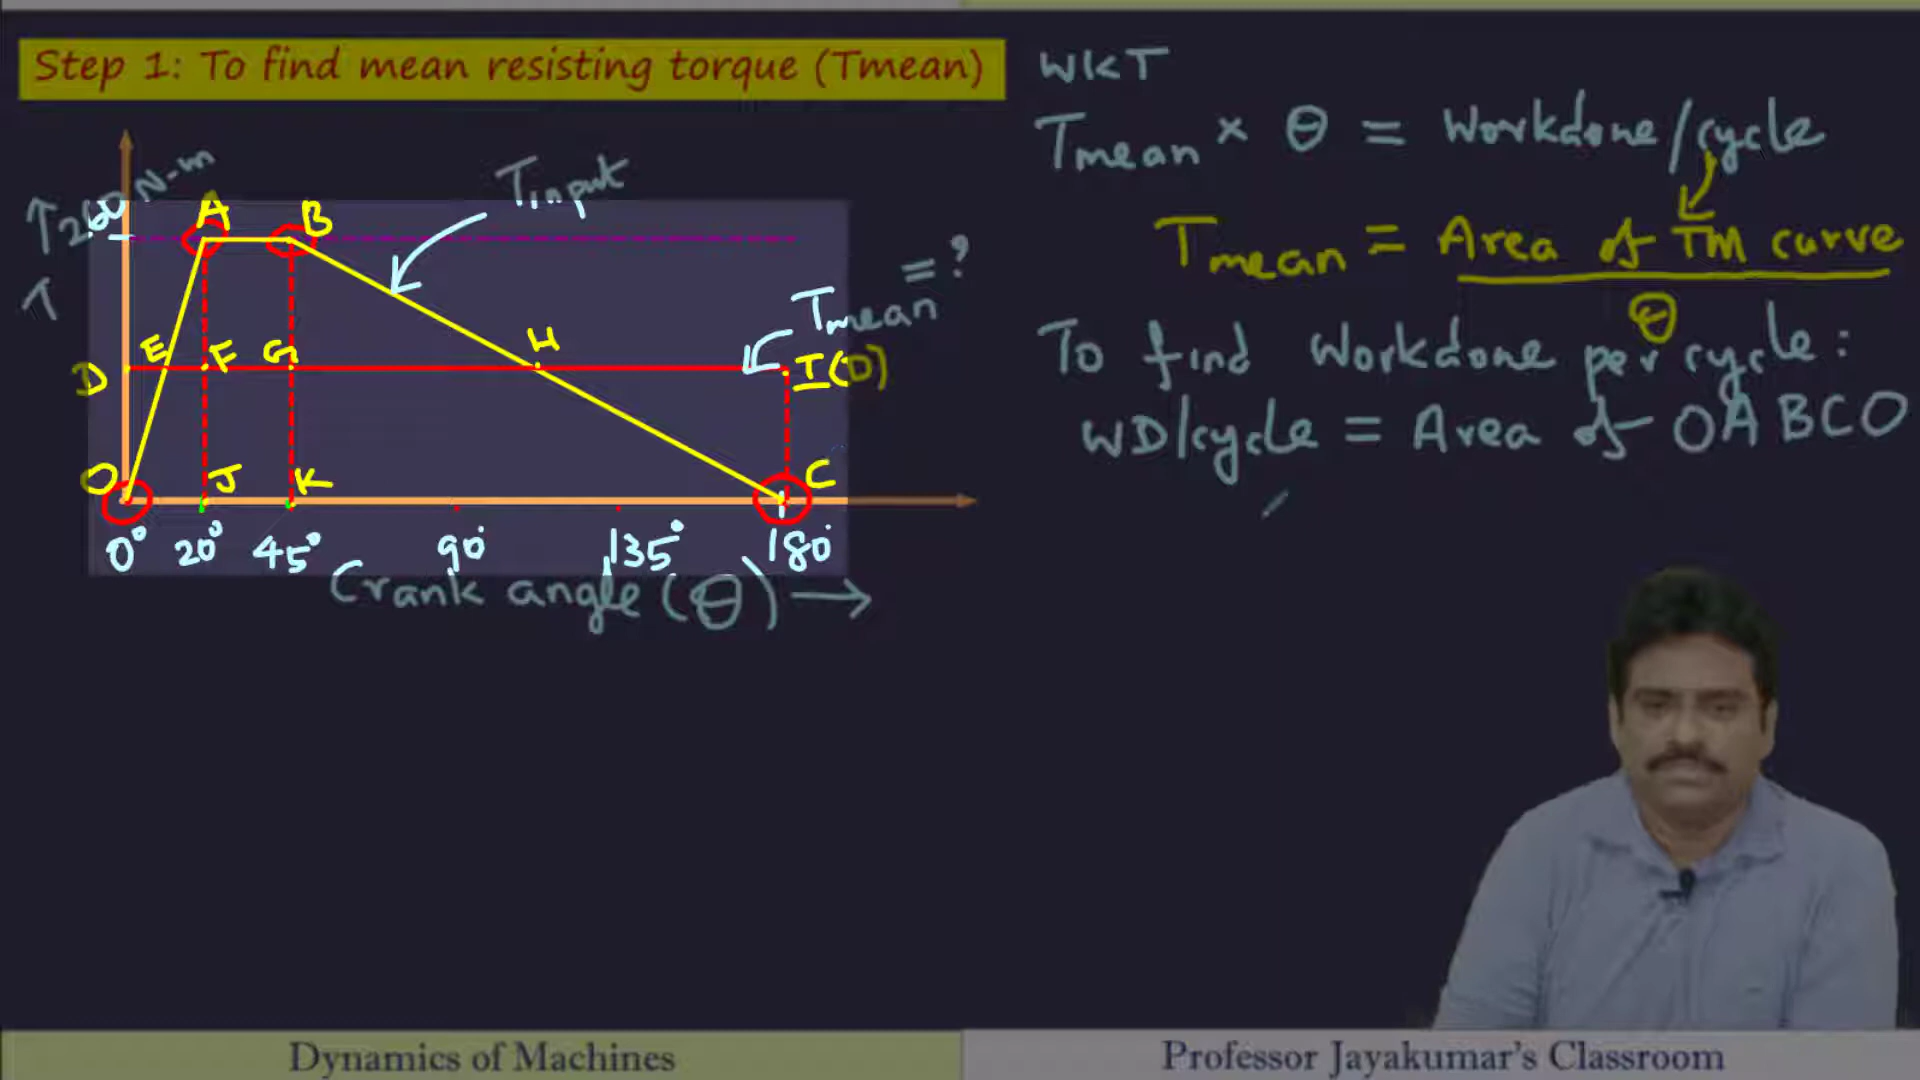 Step 1: To find mean resisting torque (Tmean)
WKT
Tmean × θ = Workdone/cycle
Tmean = Area of TM curve
θ
To find Workdone per cycle:
WD/cycle = Area of OABCO
↑260 N-m
T
A
B
Tinput
Tmean = ?
D
E
F
G
H
I(D)
O
J
K
C
0° 20° 45° 90° 135° 180°
Crank angle (θ) →
Dynamics of Machines
Professor Jayakumar's Classroom